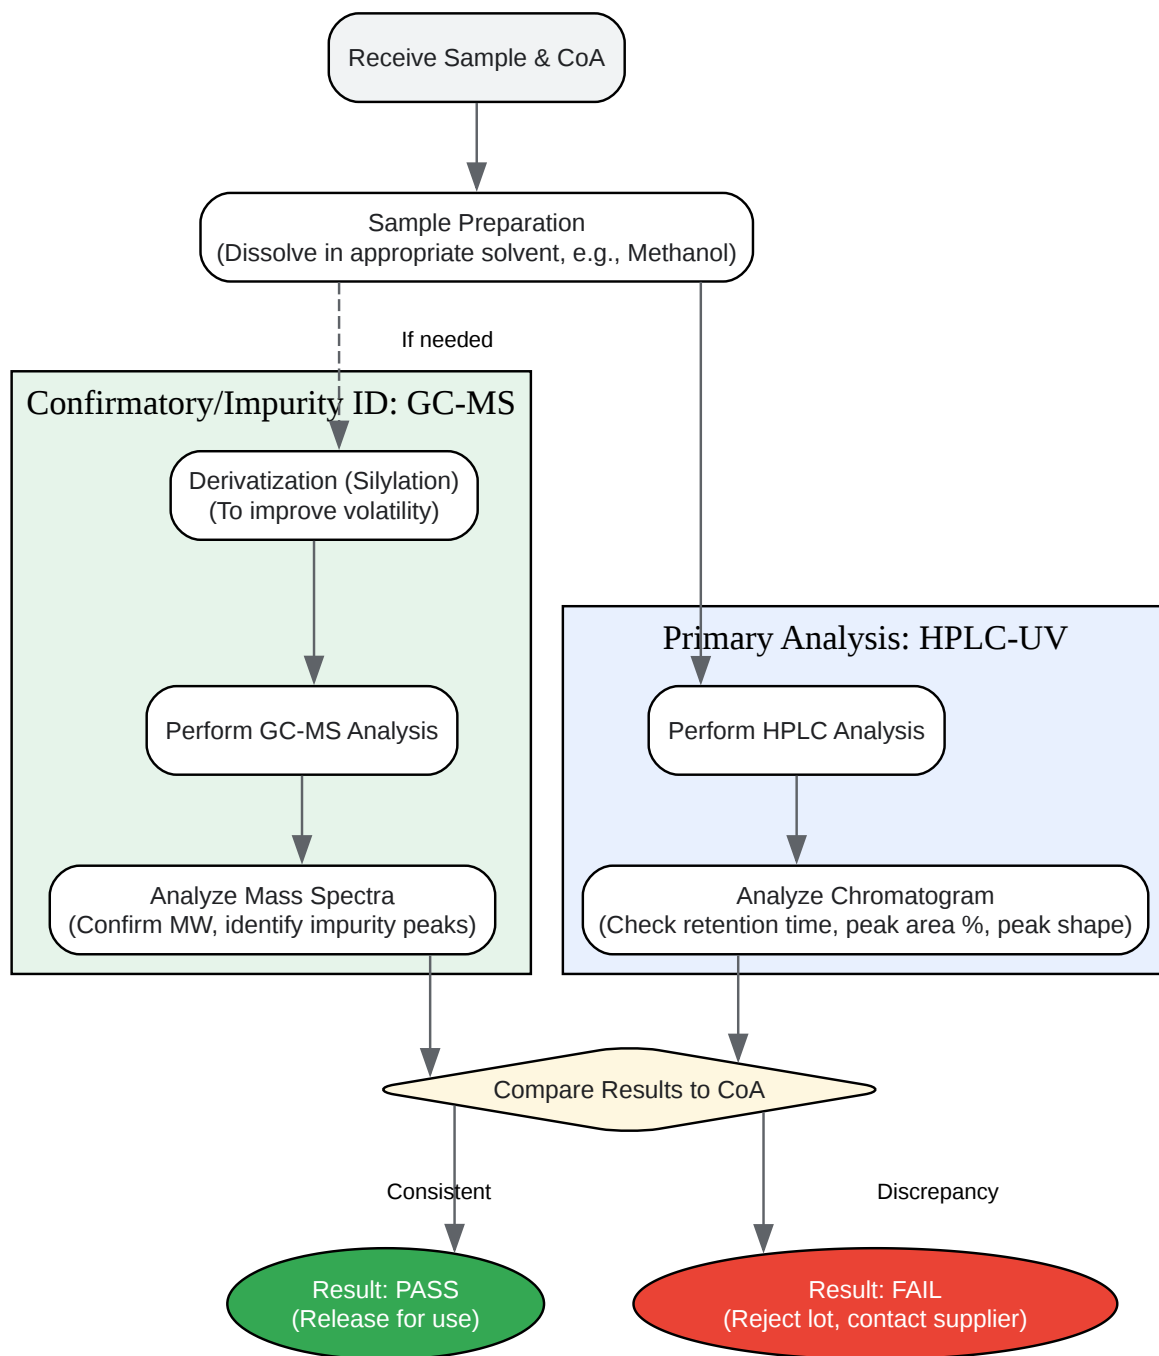 Receive Sample & CoA
Sample Preparation
(Dissolve in appropriate solvent, e.g., Methanol)
If needed
Confirmatory/Impurity ID: GC-MS
Derivatization (Silylation)
(To improve volatility)
Primary Analysis: HPLC-UV
Perform GC-MS Analysis
Perform HPLC Analysis
Analyze Mass Spectra
(Confirm MW, identify impurity peaks)
Analyze Chromatogram
(Check retention time, peak area %, peak shape)
Compare Results to CoA
Consistent
Discrepancy
Result: PASS
(Release for use)
Result: FAIL
(Reject lot, contact supplier)